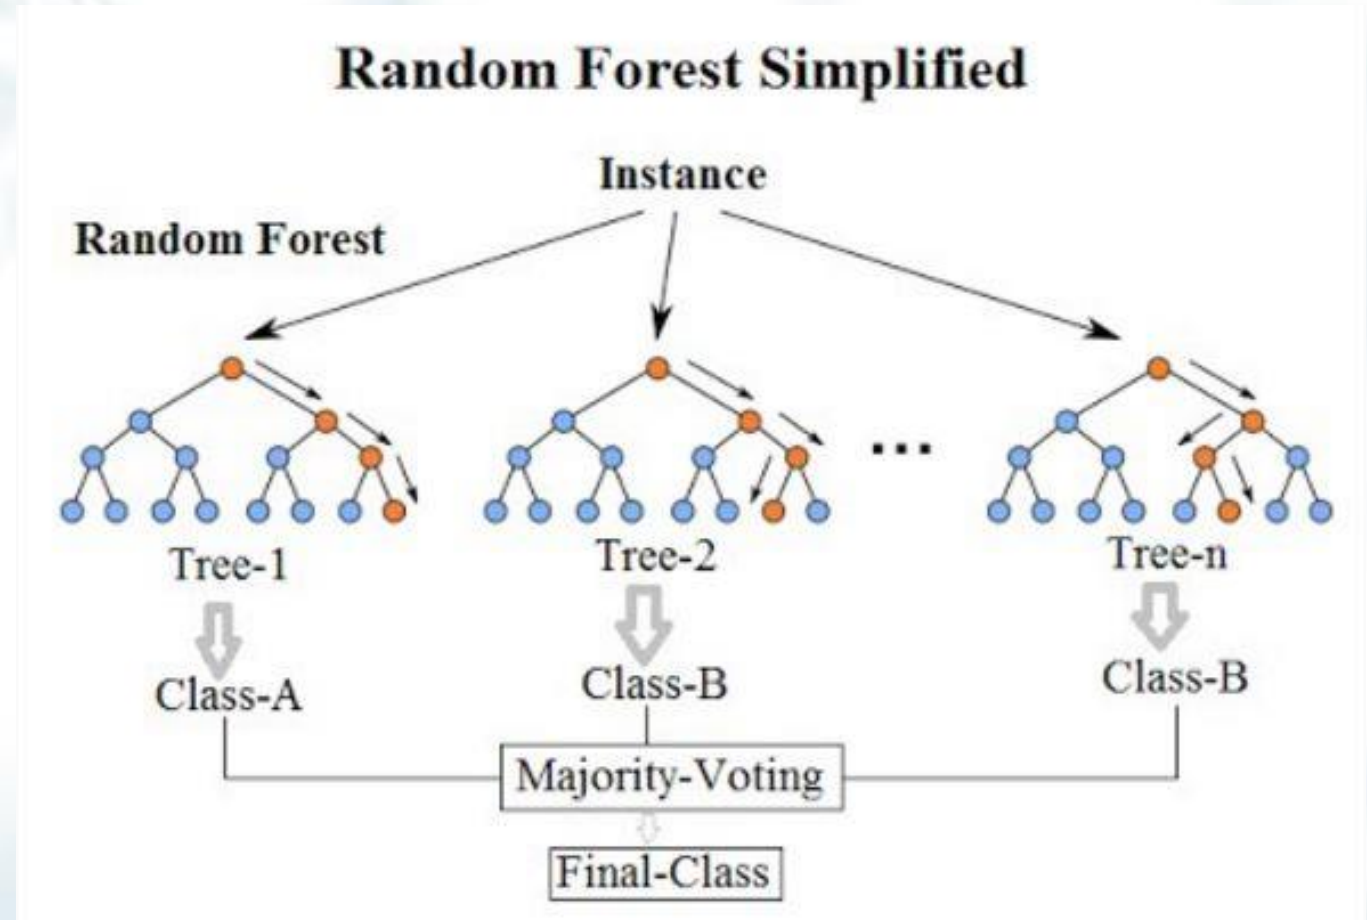 Random Forest Simplified
Instance
Random Forest
...
Tree-1
Tree-2
Tree-n
Class-A
Class-B
Class-B
Majority-Voting
Final-Class